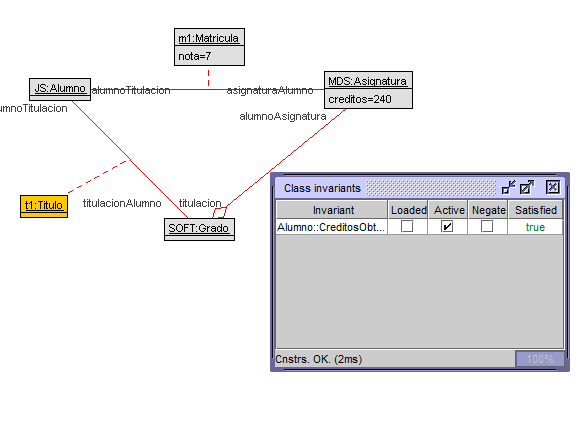 m1:Matricula
nota=7
JS:Alumno
alumnoTitulacion
asignaturaAlumno
MDS:Asignatura
creditos=240
umnoTitulacion
alumnoAsignatura
t1:Titulo
titulacionAlumno
titulacion
SOFT:Grado
Class invariants
Invariant Loaded Active Negate Satisfied
Alumno::CreditosObt... true
Cnstrs. OK. (2ms) 100%